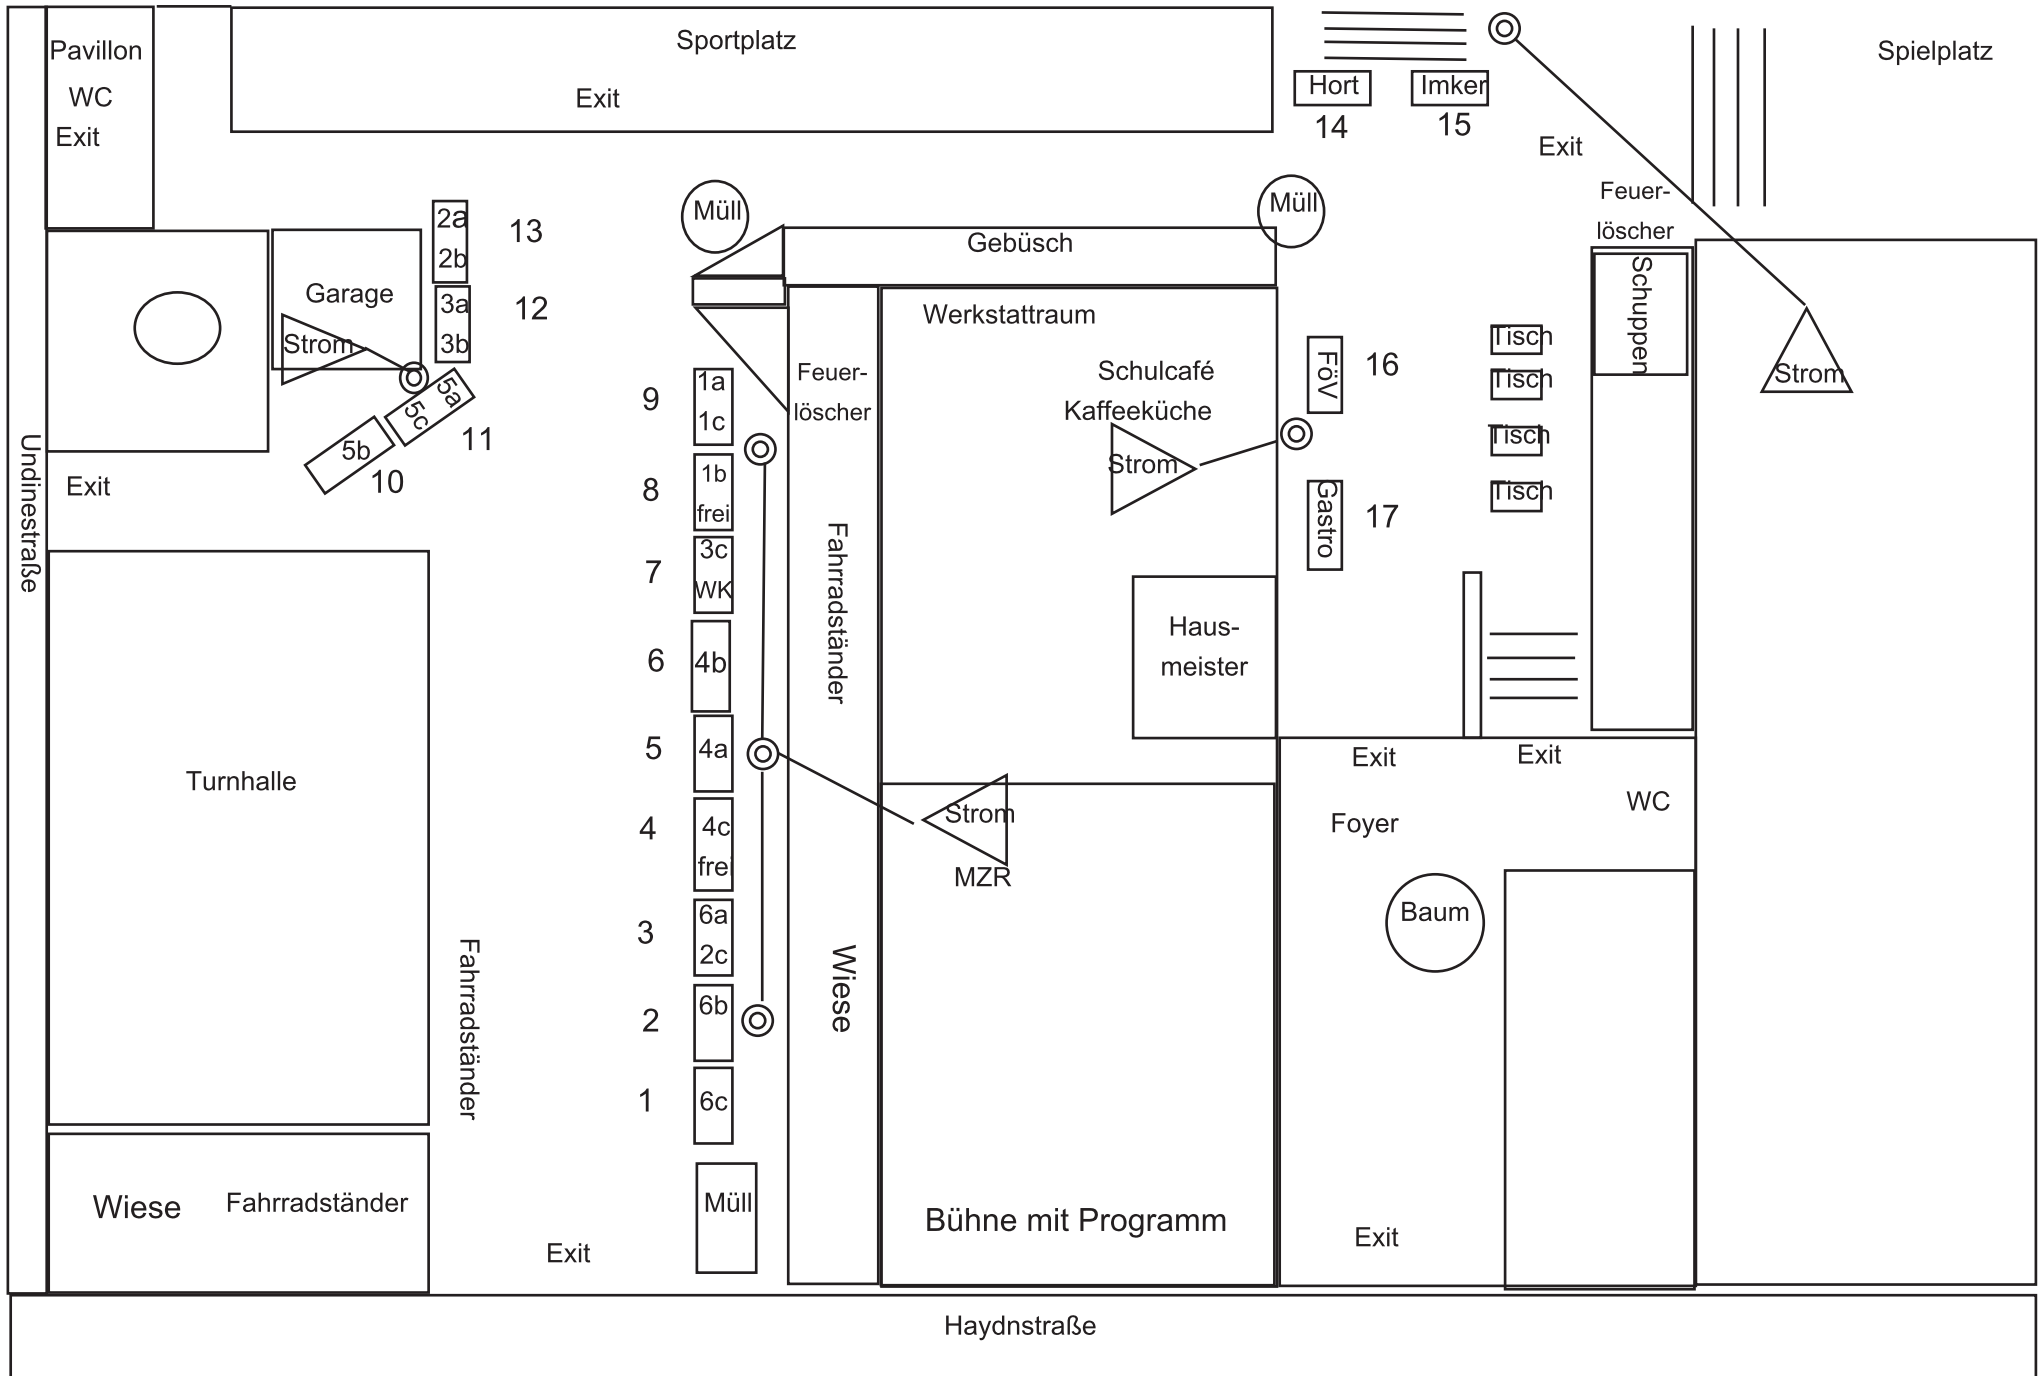 Pavillon
WC
Exit
Sportplatz
Exit
Hort
14
Imker
15
Spielplatz
Exit
Feuer-
löscher
Schuppen
Strom
2a
2b
13
3a
3b
12
Garage
Strom
5a
5c
11
5b
10
Exit
Undinestraße
Müll
Müll
Gebüsch
Werkstattraum
Schulcafé
Kaffeeküche
Strom
Feuer-
löscher
Fahrradständer
FöV
16
Gastro
17
Tisch
Tisch
Tisch
Tisch
Haus-
meister
9
1a
1c
8
1b
frei
7
3c
WK
6
4b
5
4a
4
4c
frei
3
6a
2c
2
6b
1
6c
Müll
Turnhalle
Fahrradständer
Wiese
Fahrradständer
Exit
Wiese
Strom
MZR
Bühne mit Programm
Exit
Exit
WC
Foyer
Baum
Exit
Haydnstraße